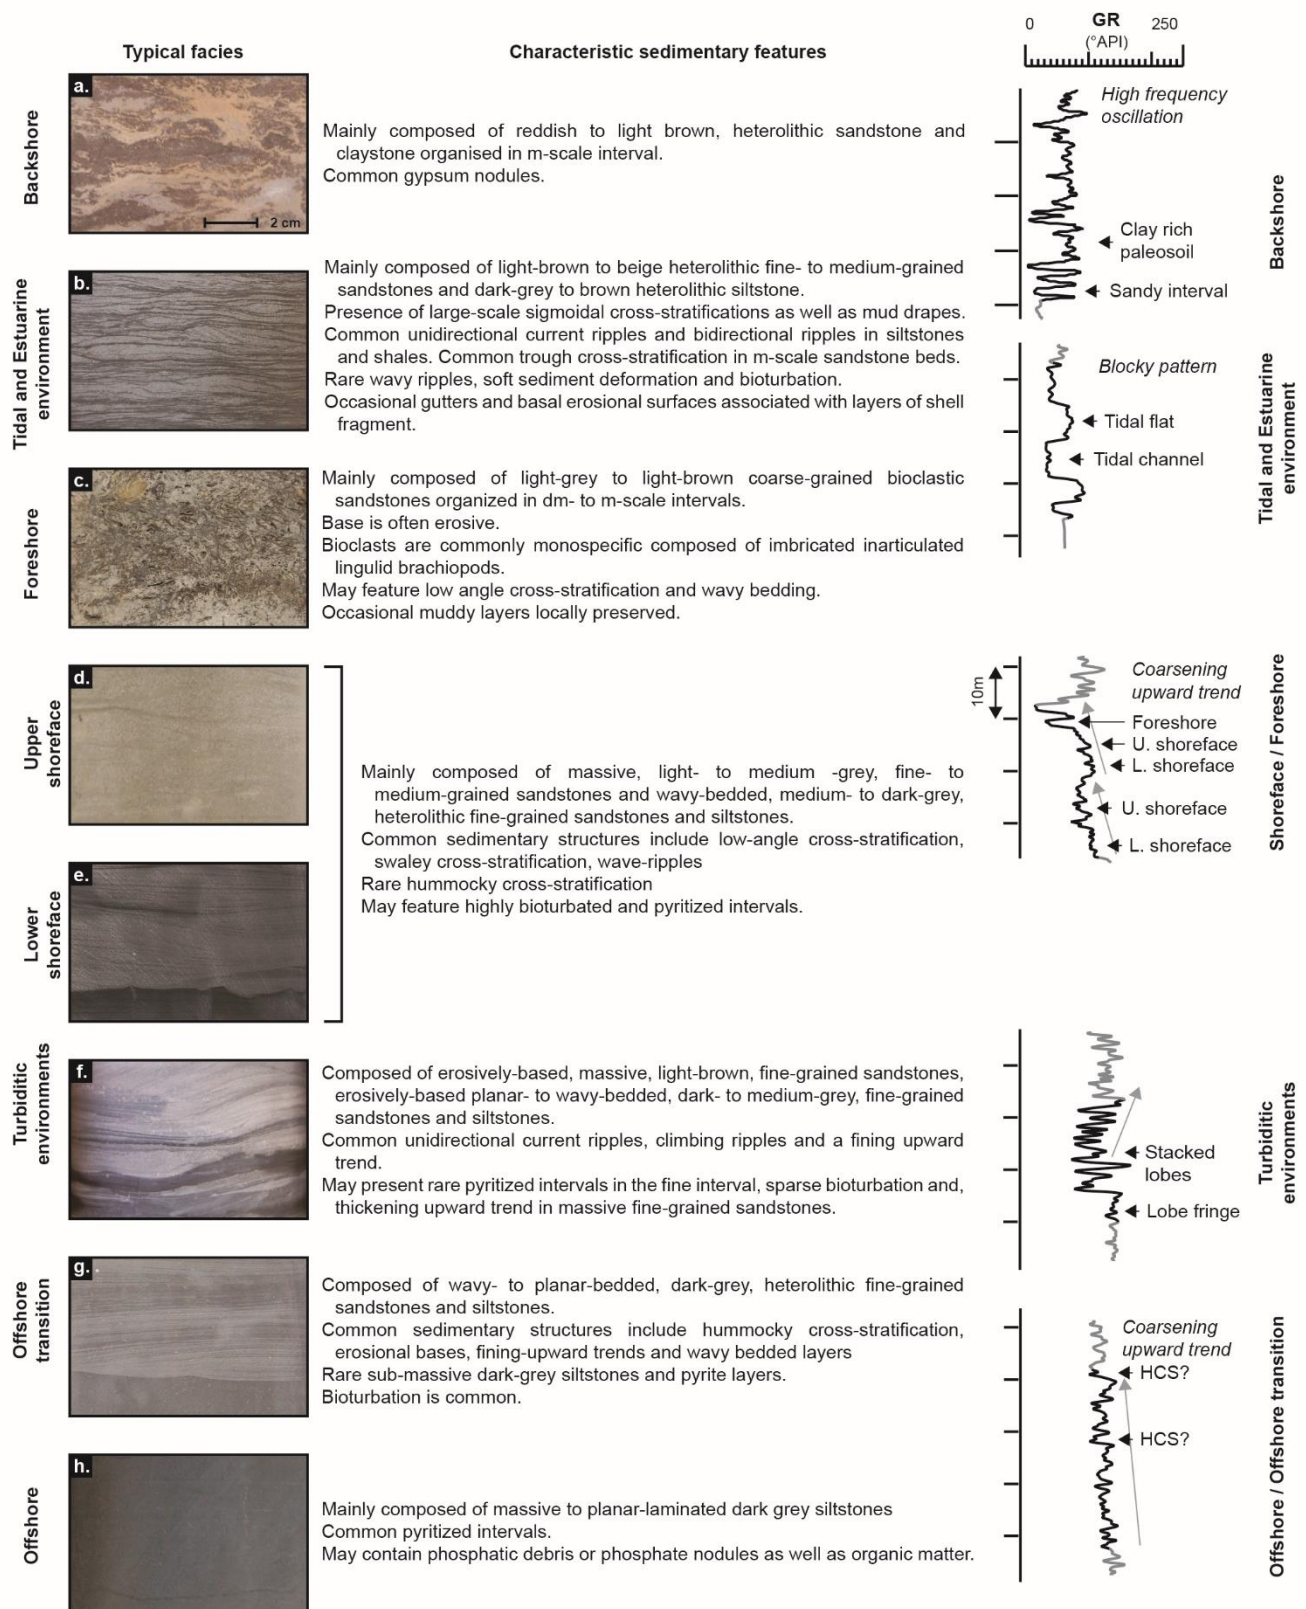 Typical facies
Characteristic sedimentary features
0 GR 250
(°API)
Backshore
a.
2 cm
Mainly composed of reddish to light brown, heterolithic sandstone and
claystone organised in m-scale interval.
Common gypsum nodules.
High frequency
oscillation
Clay rich
paleosoil
Sandy interval
Backshore
Tidal and Estuarine
environment
b.
Mainly composed of light-brown to beige heterolithic fine- to medium-grained
sandstones and dark-grey to brown heterolithic siltstone.
Presence of large-scale sigmoidal cross-stratifications as well as mud drapes.
Common unidirectional current ripples and bidirectional ripples in siltstones
and shales. Common trough cross-stratification in m-scale sandstone beds.
Rare wavy ripples, soft sediment deformation and bioturbation.
Occasional gutters and basal erosional surfaces associated with layers of shell
fragment.
Blocky pattern
Tidal flat
Tidal channel
Tidal and Estuarine
environment
Foreshore
c.
Mainly composed of light-grey to light-brown coarse-grained bioclastic
sandstones organized in dm- to m-scale intervals.
Base is often erosive.
Bioclasts are commonly monospecific composed of imbricated inarticulated
lingulid brachiopods.
May feature low angle cross-stratification and wavy bedding.
Occasional muddy layers locally preserved.
Upper
shoreface
d.
Lower
shoreface
e.
Mainly composed of massive, light- to medium -grey, fine- to
medium-grained sandstones and wavy-bedded, medium- to dark-grey,
heterolithic fine-grained sandstones and siltstones.
Common sedimentary structures include low-angle cross-stratification,
swaley cross-stratification, wave-ripples
Rare hummocky cross-stratification
May feature highly bioturbated and pyritized intervals.
10m
Coarsening
upward trend
Foreshore
U. shoreface
L. shoreface
U. shoreface
L. shoreface
Shoreface / Foreshore
Turbiditic
environments
f.
Composed of erosively-based, massive, light-brown, fine-grained sandstones,
erosively-based planar- to wavy-bedded, dark- to medium-grey, fine-grained
sandstones and siltstones.
Common unidirectional current ripples, climbing ripples and a fining upward
trend.
May present rare pyritized intervals in the fine interval, sparse bioturbation and,
thickening upward trend in massive fine-grained sandstones.
Stacked
lobes
Lobe fringe
Turbiditic
environments
Offshore
transition
g.
Composed of wavy- to planar-bedded, dark-grey, heterolithic fine-grained
sandstones and siltstones.
Common sedimentary structures include hummocky cross-stratification,
erosional bases, fining-upward trends and wavy bedded layers
Rare sub-massive dark-grey siltstones and pyrite layers.
Bioturbation is common.
Coarsening
upward trend
HCS?
HCS?
Offshore / Offshore transition
Offshore
h.
Mainly composed of massive to planar-laminated dark grey siltstones
Common pyritized intervals.
May contain phosphatic debris or phosphate nodules as well as organic matter.